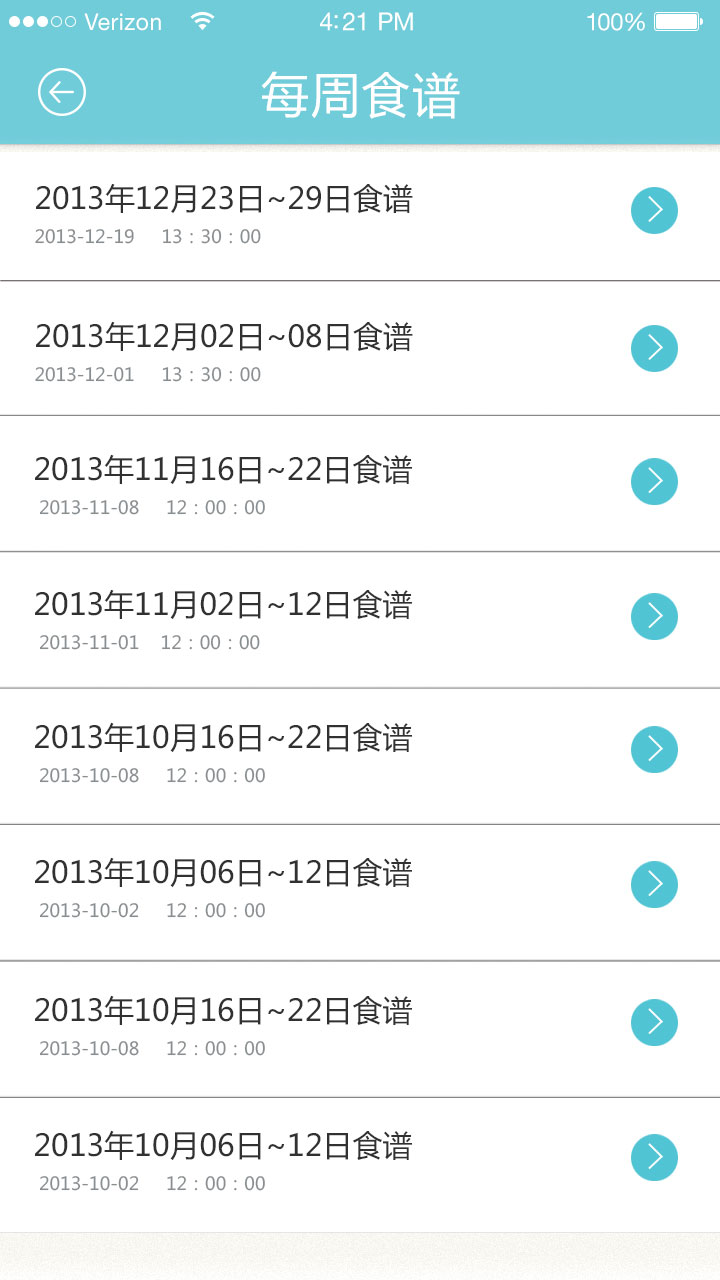 Verizon 4:21 PM 100%
每周食谱
2013年12月23日~29日食谱
2013-12-19 13 : 30 : 00
2013年12月02日~08日食谱
2013-12-01 13 : 30 : 00
2013年11月16日~22日食谱
2013-11-08 12 : 00 : 00
2013年11月02日~12日食谱
2013-11-01 12 : 00 : 00
2013年10月16日~22日食谱
2013-10-08 12 : 00 : 00
2013年10月06日~12日食谱
2013-10-02 12 : 00 : 00
2013年10月16日~22日食谱
2013-10-08 12 : 00 : 00
2013年10月06日~12日食谱
2013-10-02 12 : 00 : 00